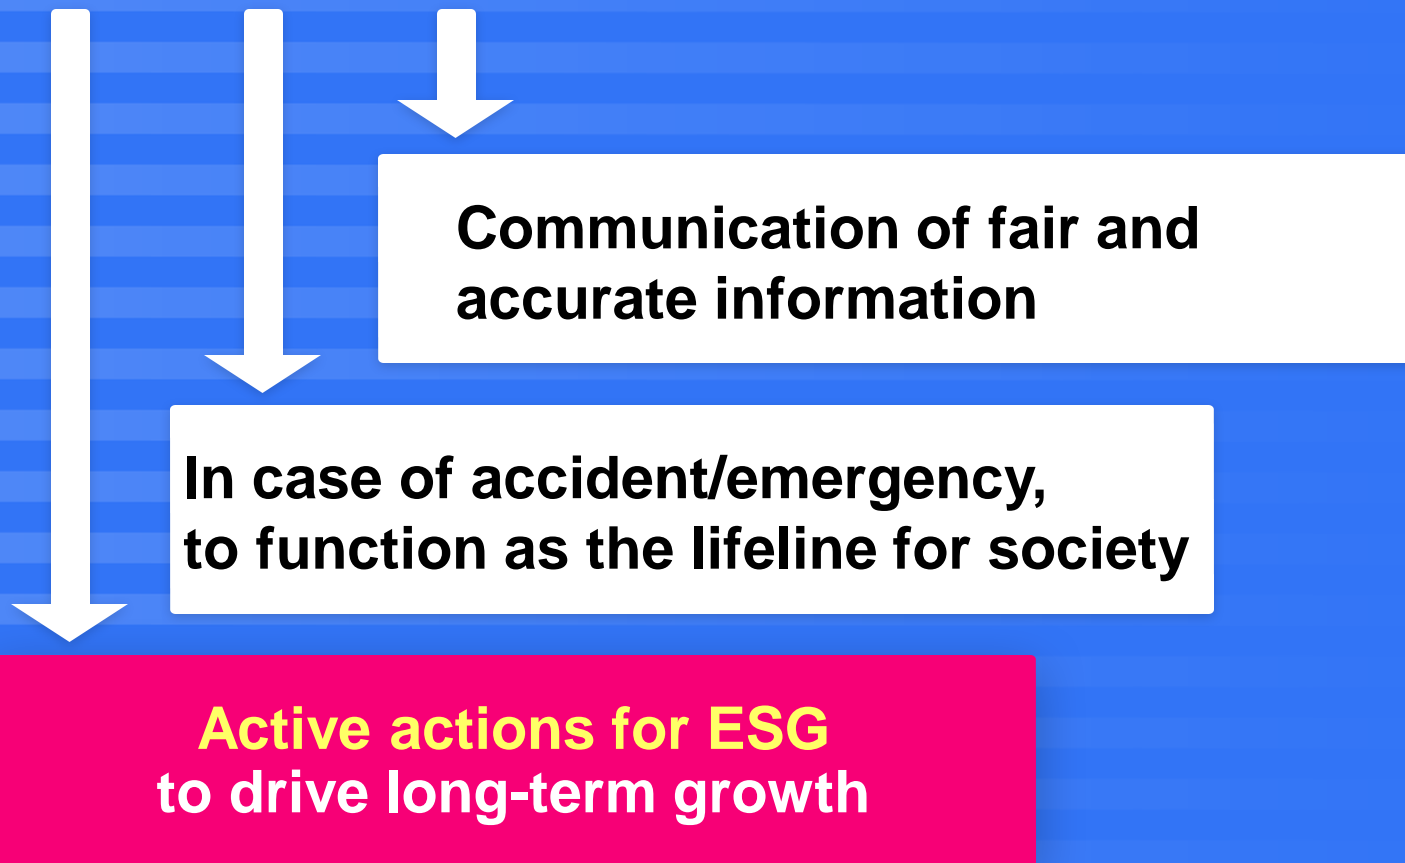 Communication of fair and
accurate information
In case of accident/emergency,
to function as the lifeline for society
Active actions for ESG
to drive long-term growth